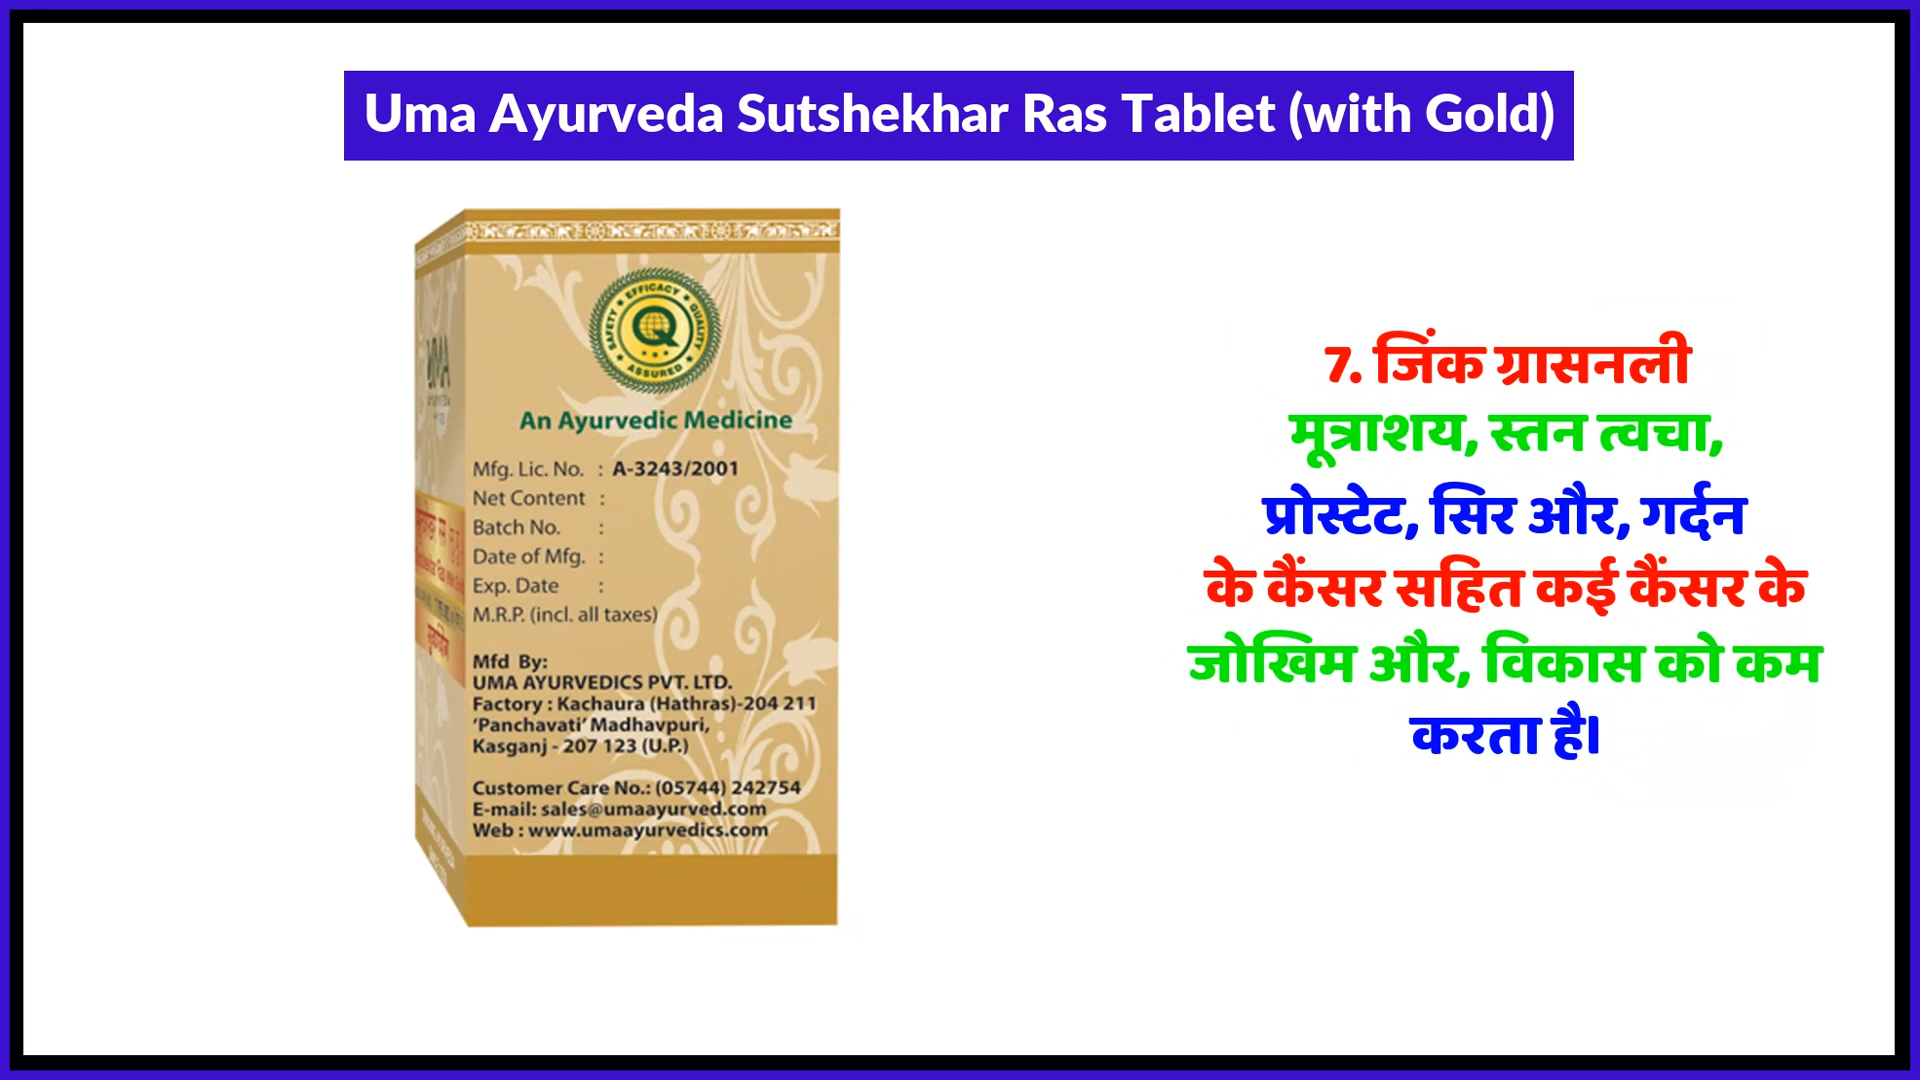 Uma Ayurveda Sutshekhar Ras Tablet (with Gold)
EFFICACY
SAFETY
QUALITY
Q
ASSURED
UMA
An Ayurvedic Medicine
Mfg. Lic. No. : A-3243/2001
Net Content :
Batch No. :
Date of Mfg. :
Exp. Date :
M.R.P. (incl. all taxes)
Mfd By:
UMA AYURVEDICS PVT. LTD.
Factory : Kachaura (Hathras)-204 211
'Panchavati' Madhavpuri,
Kasganj - 207 123 (U.P.)
Customer Care No.: (05744) 242754
E-mail: sales@umaayurved.com
Web : www.umaayurvedics.com
7. जिंक ग्रासनली
मूत्राशय, स्तन त्वचा,
प्रोस्टेट, सिर और, गर्दन
के कैंसर सहित कई कैंसर के
जोखिम और, विकास को कम
करता है।